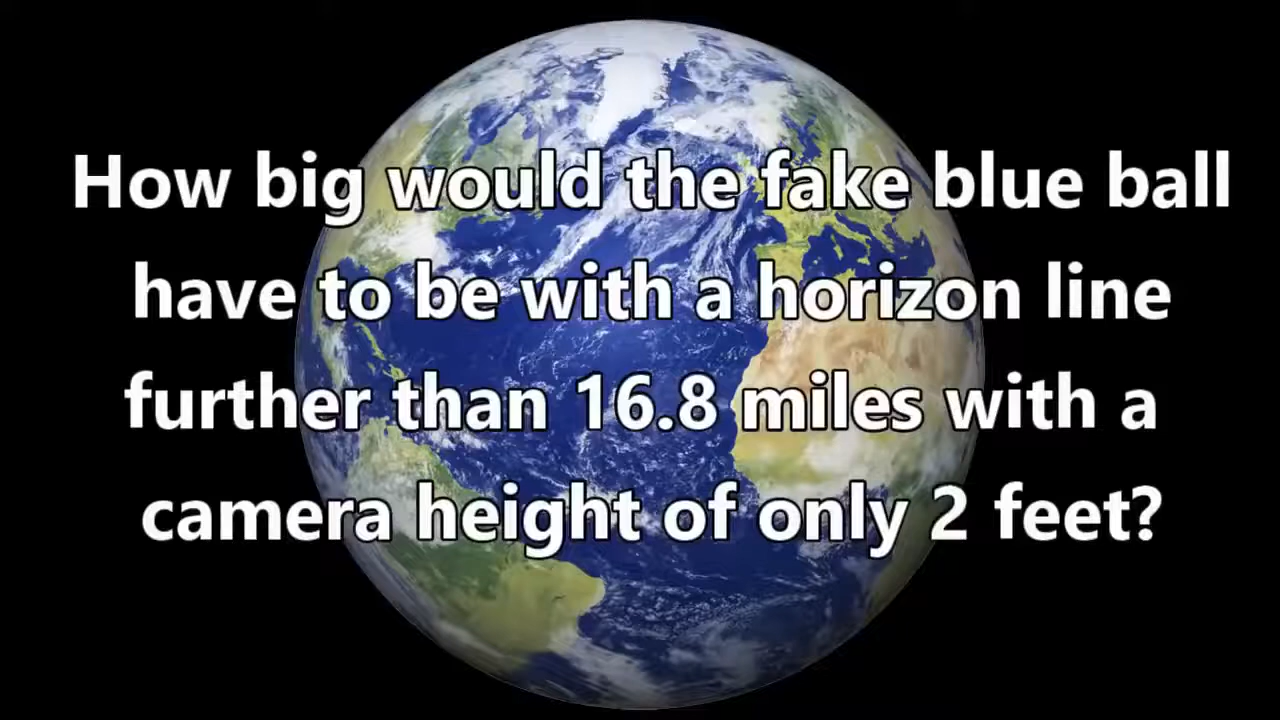 How big would the fake blue ball
have to be with a horizon line
further than 16.8 miles with a
camera height of only 2 feet?